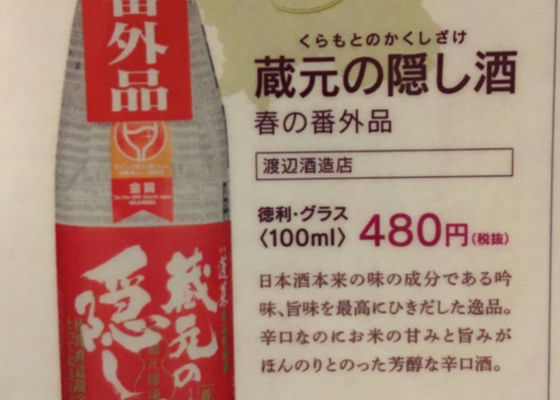 くらもとのかくしざけ
蔵元の隠し酒
春の番外品
渡辺酒造店
徳利・グラス
〈100ml〉 480円(税抜)
日本酒本来の味の成分である吟
味、旨味を最高にひきだした逸品。
辛口なのにお米の甘みと旨みが
ほんのりとのった芳醇な辛口酒。
番外品
金賞
蓬莱
蔵元の
隠し